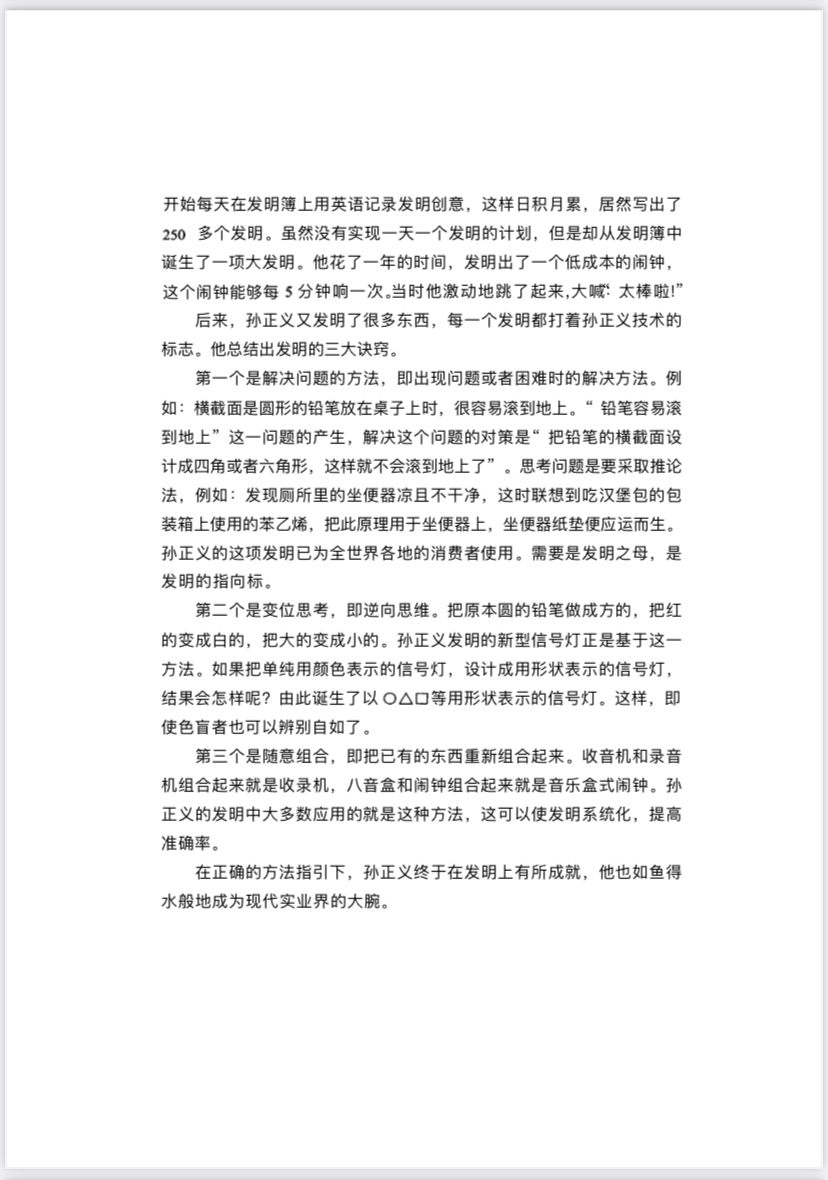 开始每天在发明簿上用英语记录发明创意，这样日积月累，居然写出了
250 多个发明。虽然没有实现一天一个发明的计划，但是却从发明簿中
诞生了一项大发明。他花了一年的时间，发明出了一个低成本的闹钟，
这个闹钟能够每 5 分钟响一次。当时他激动地跳了起来，大喊：“太棒啦！”
后来，孙正义又发明了很多东西，每一个发明都打着孙正义技术的
标志。他总结出发明的三大诀窍。
第一个是解决问题的方法，即出现问题或者困难时的解决方法。例
如：横截面是圆形的铅笔放在桌子上时，很容易滚到地上。“ 铅笔容易滚
到地上”这一问题的产生，解决这个问题的对策是“ 把铅笔的横截面设
计成四角或者六角形，这样就不会滚到地上了”。思考问题是要采取推论
法，例如：发现厕所里的坐便器凉且不干净，这时联想到吃汉堡包的包
装箱上使用的苯乙烯，把此原理用于坐便器上，坐便器纸垫便应运而生。
孙正义的这项发明已为全世界各地的消费者使用。需要是发明之母，是
发明的指向标。
第二个是变位思考，即逆向思维。把原本圆的铅笔做成方的，把红
的变成白的，把大的变成小的。孙正义发明的新型信号灯正是基于这一
方法。如果把单纯用颜色表示的信号灯，设计成用形状表示的信号灯，
结果会怎样呢？由此诞生了以 〇△□等用形状表示的信号灯。这样，即
使色盲者也可以辨别自如了。
第三个是随意组合，即把已有的东西重新组合起来。收音机和录音
机组合起来就是收录机，八音盒和闹钟组合起来就是音乐盒式闹钟。孙
正义的发明中大多数应用的就是这种方法，这可以使发明系统化，提高
准确率。
在正确的方法指引下，孙正义终于在发明上有所成就，他也如鱼得
水般地成为现代实业界的大腕。